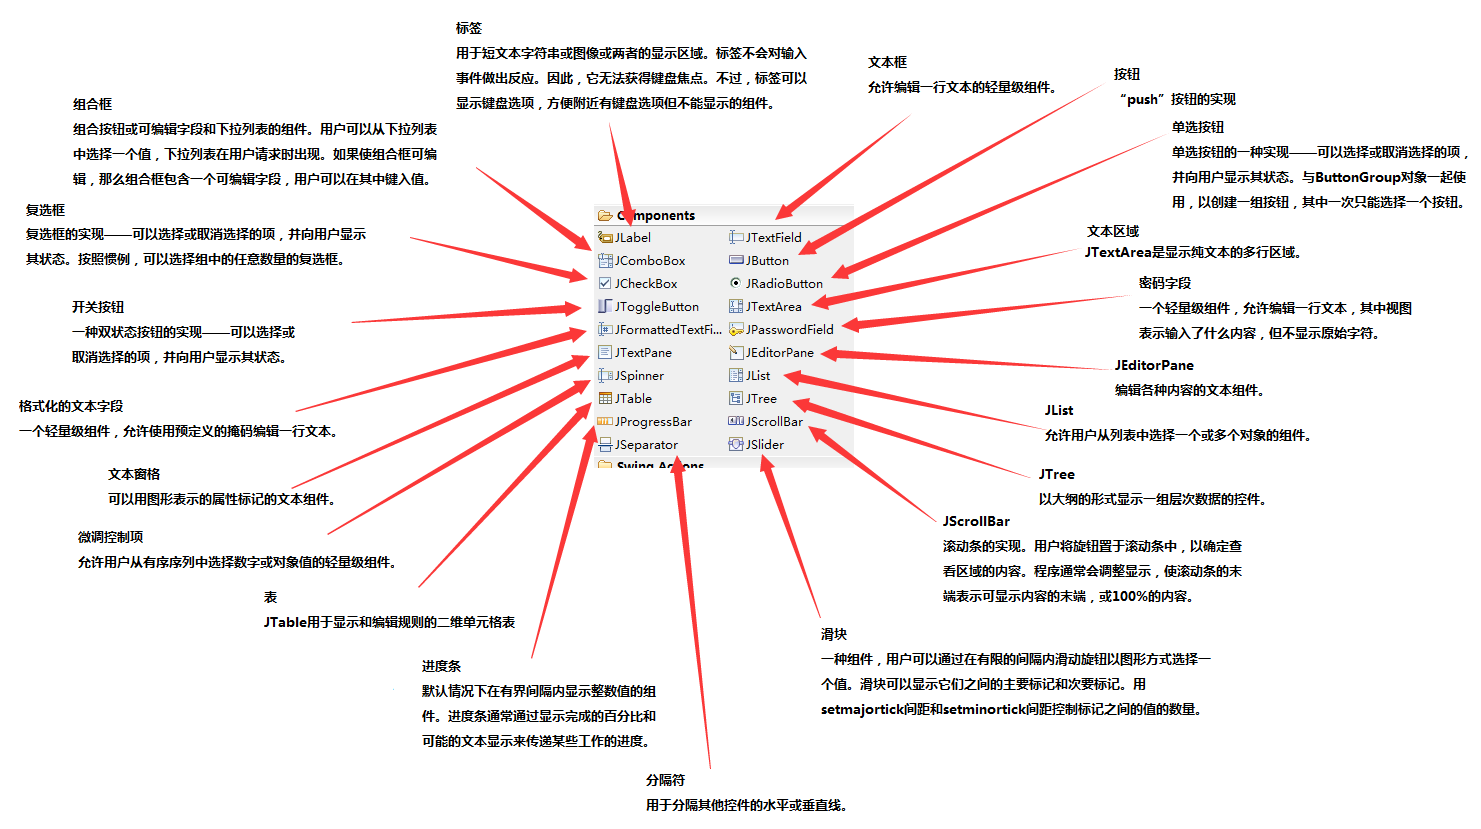 标签
用于短文本字符串或图像或两者的显示区域。标签不会对输入
事件做出反应。因此，它无法获得键盘焦点。不过，标签可以
显示键盘选项，方便附近有键盘选项但不能显示的组件。
文本框
允许编辑一行文本的轻量级组件。
按钮
“push”按钮的实现
单选按钮
单选按钮的一种实现——可以选择或取消选择的项，
并向用户显示其状态。与ButtonGroup对象一起使
用，以创建一组按钮，其中一次只能选择一个按钮。
组合框
组合按钮或可编辑字段和下拉列表的组件。用户可以从下拉列表
中选择一个值，下拉列表在用户请求时出现。如果使组合框可编
辑，那么组合框包含一个可编辑字段，用户可以在其中键入值。
复选框
复选框的实现——可以选择或取消选择的项，并向用户显示
其状态。按照惯例，可以选择组中的任意数量的复选框。
开关按钮
一种双状态按钮的实现——可以选择或
取消选择的项，并向用户显示其状态。
格式化的文本字段
一个轻量级组件，允许使用预定义的掩码编辑一行文本。
文本窗格
可以用图形表示的属性标记的文本组件。
微调控制项
允许用户从有序序列中选择数字或对象值的轻量级组件。
表
JTable用于显示和编辑规则的二维单元格表
进度条
默认情况下在有界间隔内显示整数值的组
件。进度条通常通过显示完成的百分比和
可能的文本显示来传递某些工作的进度。
Components
JLabel
JTextField
JComboBox
JButton
JCheckBox
JRadioButton
JToggleButton
JTextArea
JFormattedTextFi...
JPasswordField
JTextPane
JEditorPane
JSpinner
JList
JTable
JTree
JProgressBar
JScrollBar
JSeparator
JSlider
Swing Actions
文本区域
JTextArea是显示纯文本的多行区域。
密码字段
一个轻量级组件，允许编辑一行文本，其中视图
表示输入了什么内容，但不显示原始字符。
JEditorPane
编辑各种内容的文本组件。
JList
允许用户从列表中选择一个或多个对象的组件。
JTree
以大纲的形式显示一组层次数据的控件。
JScrollBar
滚动条的实现。用户将旋钮置于滚动条中，以确定查
看区域的内容。程序通常会调整显示，使滚动条的末
端表示可显示内容的末端，或100%的内容。
滑块
一种组件，用户可以通过在有限的间隔内滑动旋钮以图形方式选择一
个值。滑块可以显示它们之间的主要标记和次要标记。用
setmajortick间距和setminortick间距控制标记之间的值的数量。
分隔符
用于分隔其他控件的水平或垂直线。